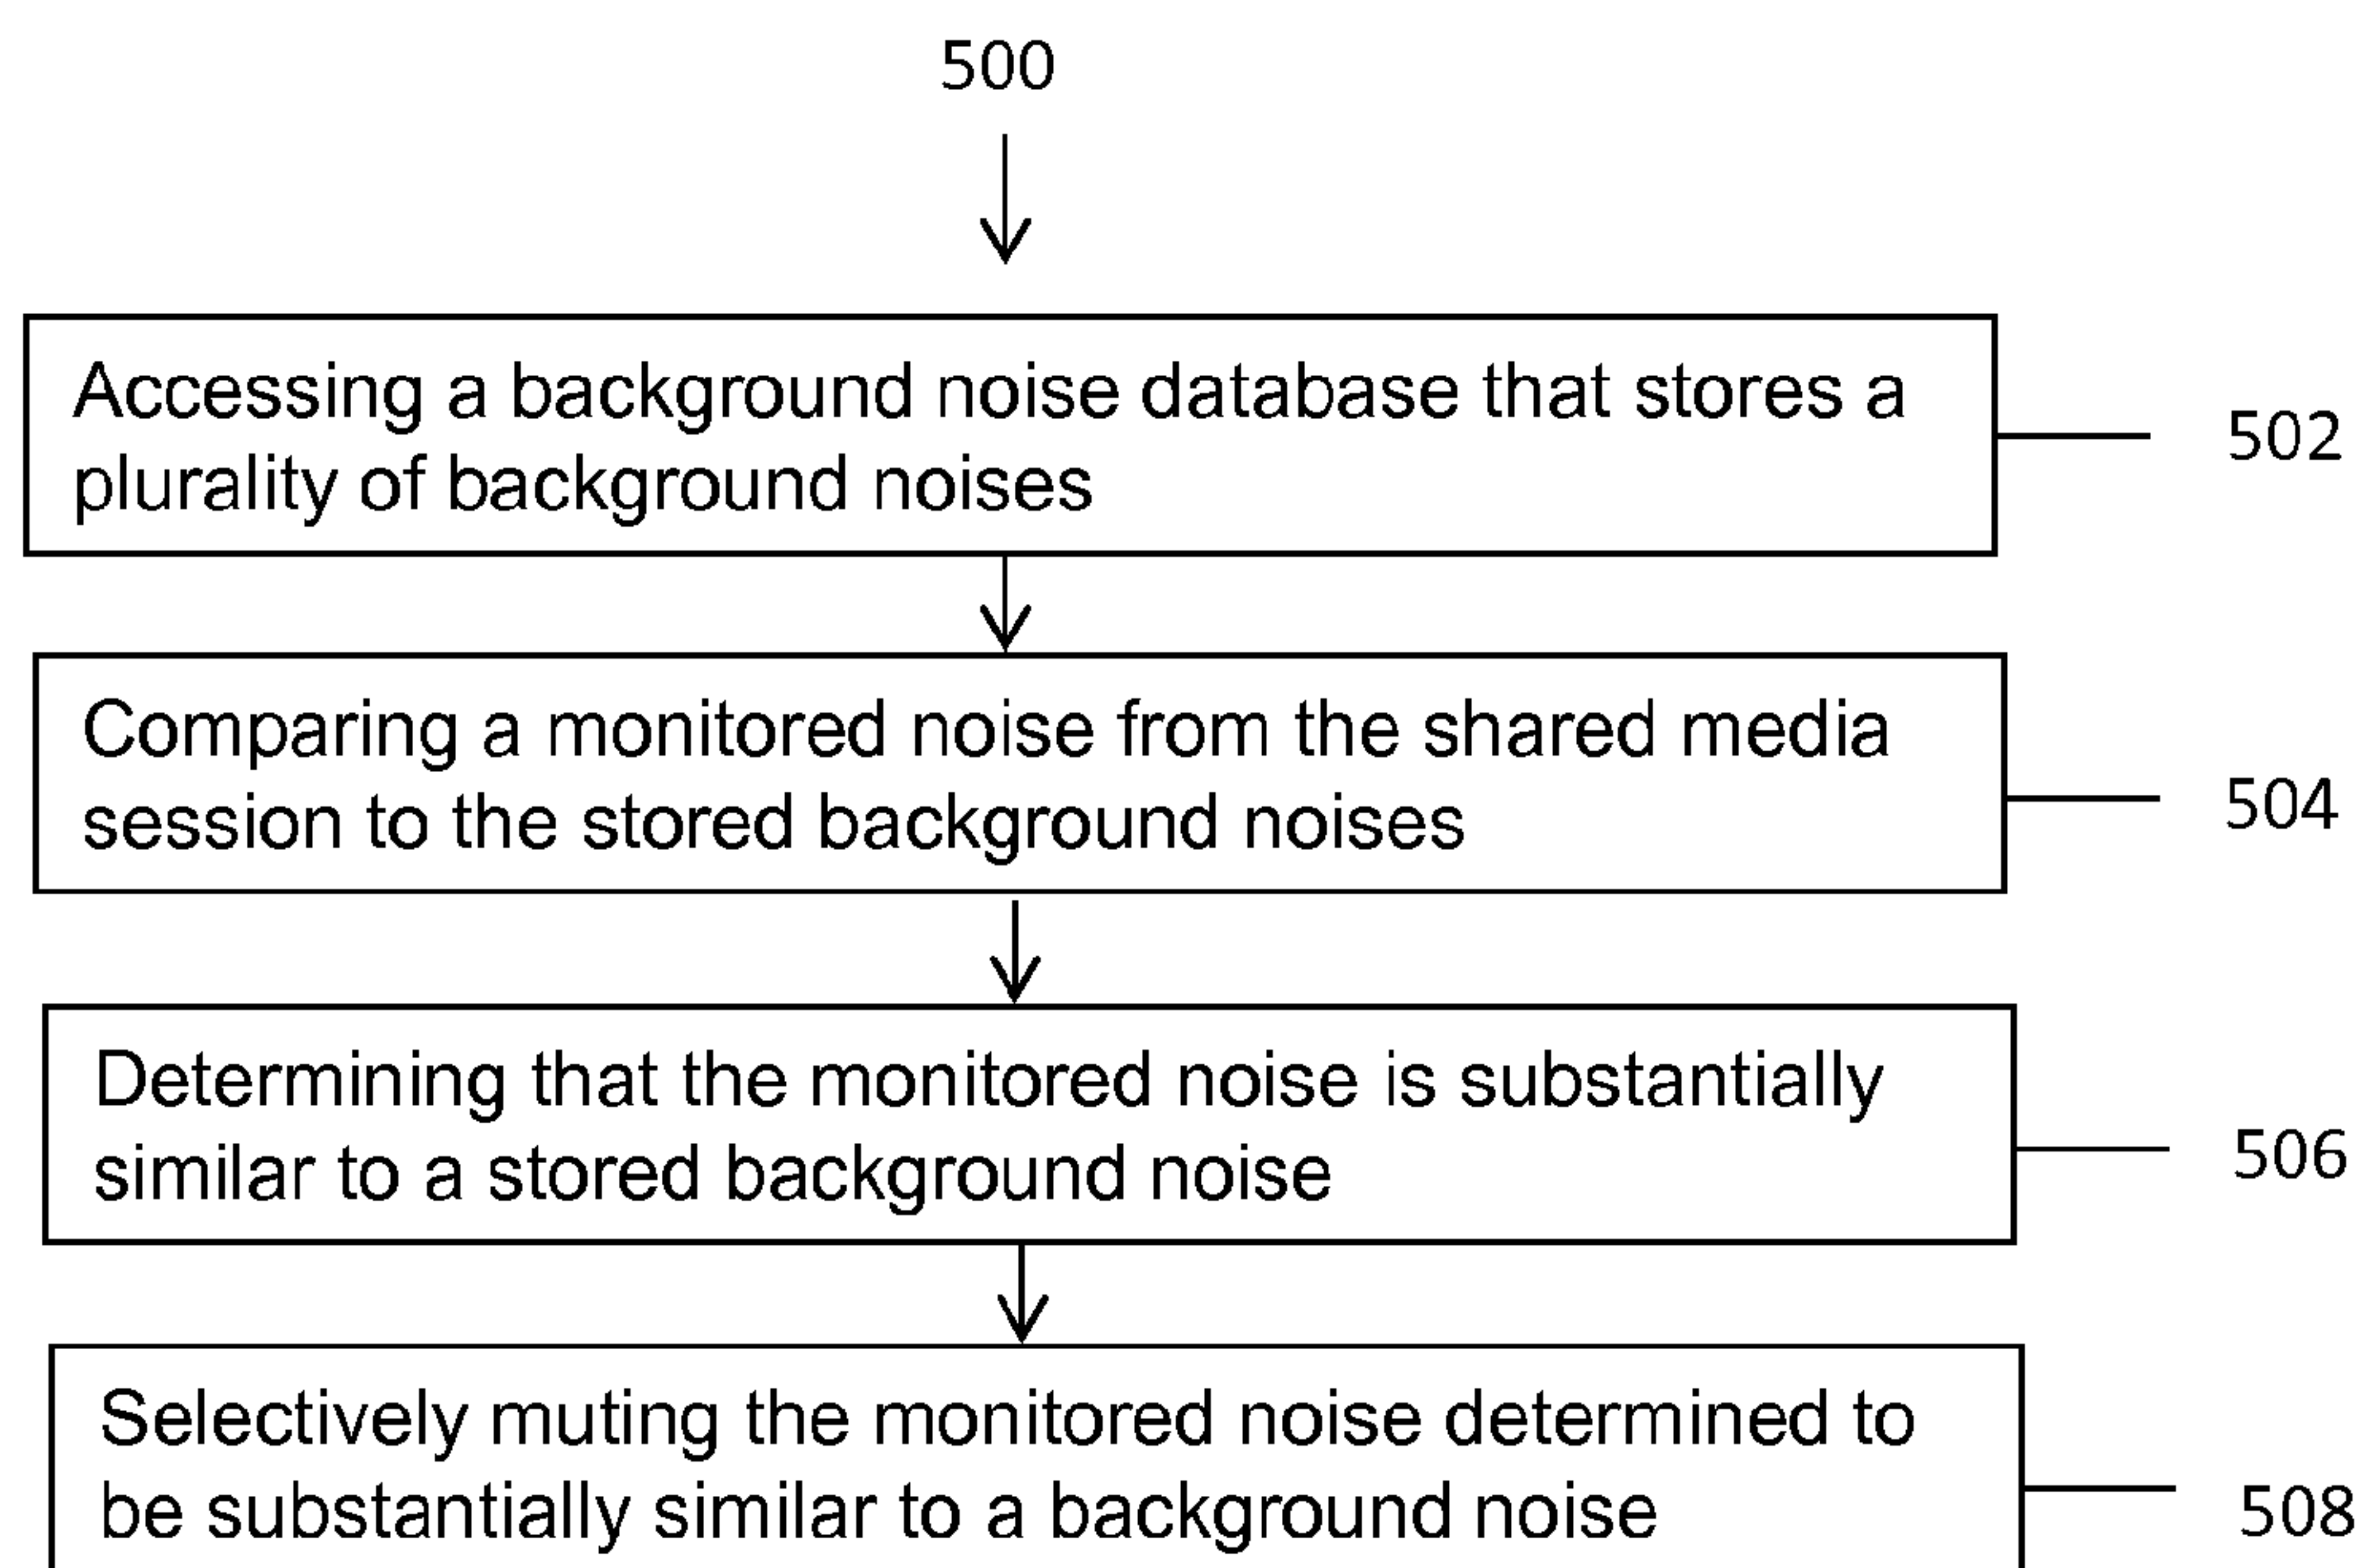 500
Accessing a background noise database that stores a
plurality of background noises
502
Comparing a monitored noise from the shared media
session to the stored background noises
504
Determining that the monitored noise is substantially
similar to a stored background noise
506
Selectively muting the monitored noise determined to
be substantially similar to a background noise
508